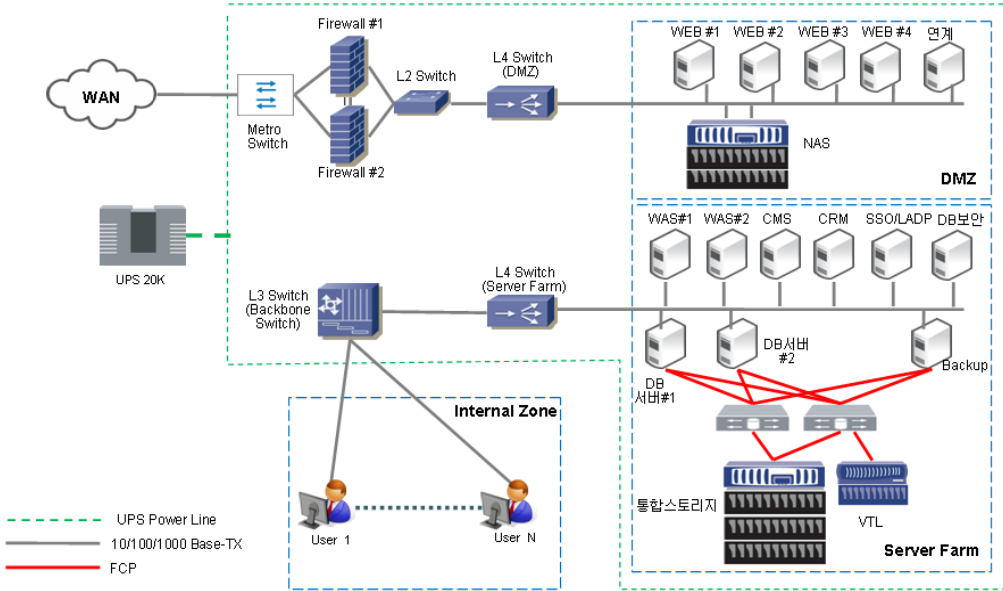 Firewall #1
WEB #1
WEB #2
WEB #3
WEB #4
연계
L2 Switch
L4 Switch
(DMZ)
WAN
Metro
Switch
Firewall #2
NAS
DMZ
UPS 20K
WAS#1
WAS#2
CMS
CRM
SSO/LADP
DB보안
L3 Switch
(Backbone
Switch)
L4 Switch
(Server Farm)
DB
서버#1
DB서버
#2
Backup
Internal Zone
User 1
User N
통합스토리지
VTL
Server Farm
UPS Power Line
10/100/1000 Base-TX
FCP